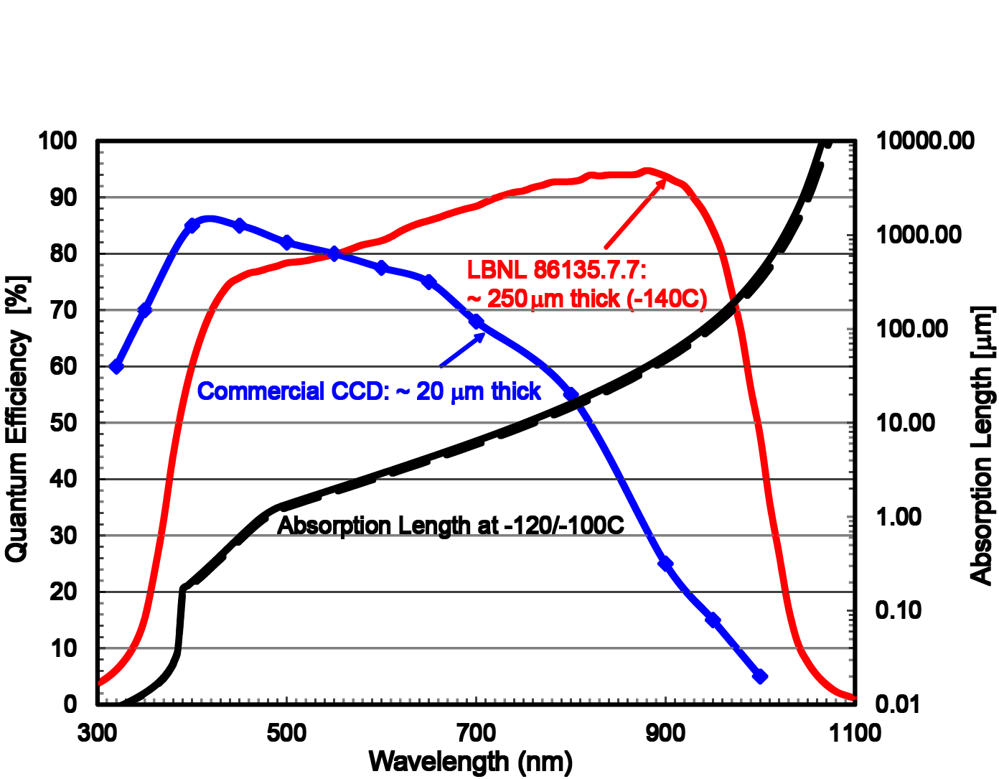 100
90
80
70
60
50
40
30
20
10
0
Quantum Efficiency [%]
10000.00
1000.00
100.00
10.00
1.00
0.10
0.01
Absorption Length [μm]
LBNL 86135.7.7:
~ 250 μm thick (-140C)
Commercial CCD: ~ 20 μm thick
Absorption Length at -120/-100C
300 500 700 900 1100
Wavelength (nm)